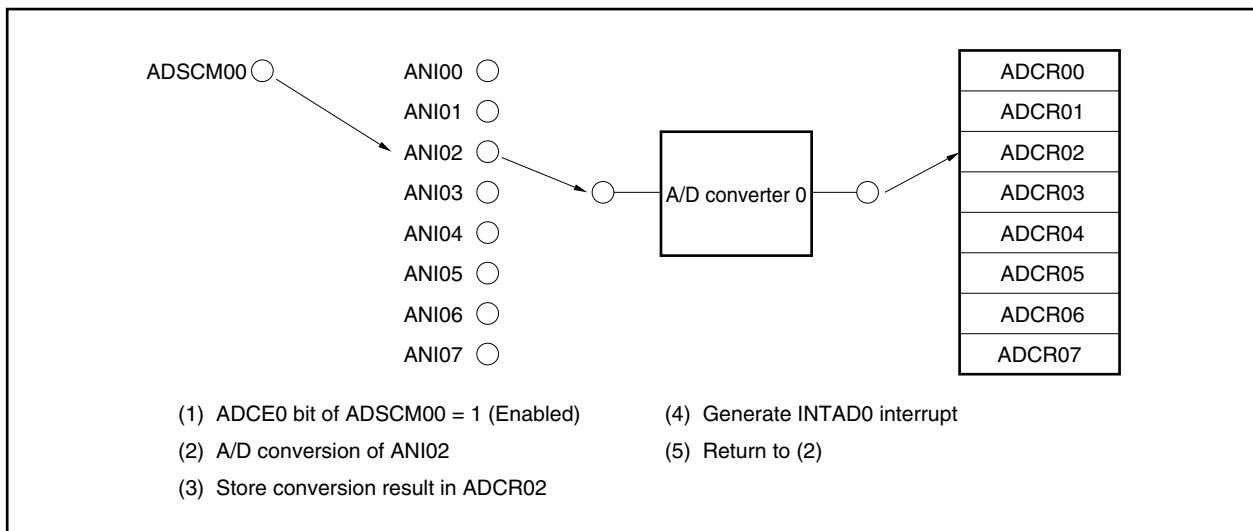 ADSCM00
ANI00
ANI01
ANI02
ANI03
ANI04
ANI05
ANI06
ANI07
A/D converter 0
ADCR00
ADCR01
ADCR02
ADCR03
ADCR04
ADCR05
ADCR06
ADCR07
(1) ADCE0 bit of ADSCM00 = 1 (Enabled)
(2) A/D conversion of ANI02
(3) Store conversion result in ADCR02
(4) Generate INTAD0 interrupt
(5) Return to (2)